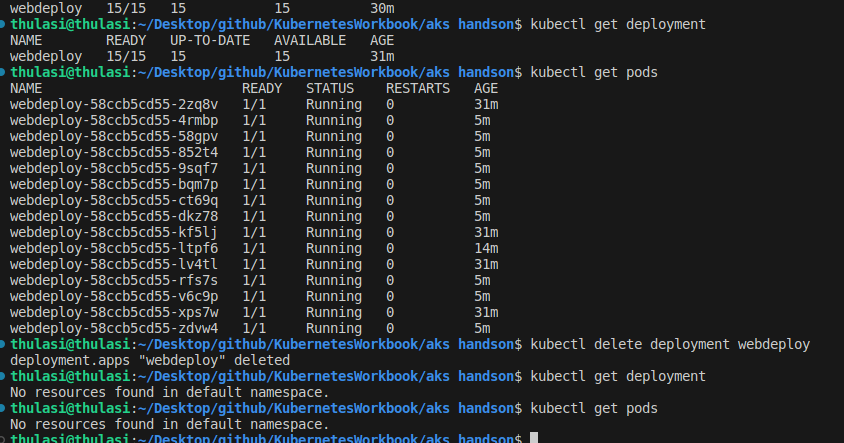 webdeploy   15/15   15           15          30m
thulasi@thulasi:~/Desktop/github/KubernetesWorkbook/aks handson$ kubectl get deployment
NAME        READY   UP-TO-DATE   AVAILABLE   AGE
webdeploy   15/15   15           15          31m
thulasi@thulasi:~/Desktop/github/KubernetesWorkbook/aks handson$ kubectl get pods
NAME                         READY   STATUS    RESTARTS   AGE
webdeploy-58ccb5cd55-2zq8v   1/1     Running   0          31m
webdeploy-58ccb5cd55-4rmbp   1/1     Running   0          5m
webdeploy-58ccb5cd55-58gpv   1/1     Running   0          5m
webdeploy-58ccb5cd55-852t4   1/1     Running   0          5m
webdeploy-58ccb5cd55-9sqf7   1/1     Running   0          5m
webdeploy-58ccb5cd55-bqm7p   1/1     Running   0          5m
webdeploy-58ccb5cd55-ct69q   1/1     Running   0          5m
webdeploy-58ccb5cd55-dkz78   1/1     Running   0          5m
webdeploy-58ccb5cd55-kf5lj   1/1     Running   0          31m
webdeploy-58ccb5cd55-ltpf6   1/1     Running   0          14m
webdeploy-58ccb5cd55-lv4tl   1/1     Running   0          31m
webdeploy-58ccb5cd55-rfs7s   1/1     Running   0          5m
webdeploy-58ccb5cd55-v6c9p   1/1     Running   0          5m
webdeploy-58ccb5cd55-xps7w   1/1     Running   0          31m
webdeploy-58ccb5cd55-zdvw4   1/1     Running   0          5m
thulasi@thulasi:~/Desktop/github/KubernetesWorkbook/aks handson$ kubectl delete deployment webdeploy
deployment.apps "webdeploy" deleted
thulasi@thulasi:~/Desktop/github/KubernetesWorkbook/aks handson$ kubectl get deployment
No resources found in default namespace.
thulasi@thulasi:~/Desktop/github/KubernetesWorkbook/aks handson$ kubectl get pods
No resources found in default namespace.
thulasi@thulasi:~/Desktop/github/KubernetesWorkbook/aks handson$